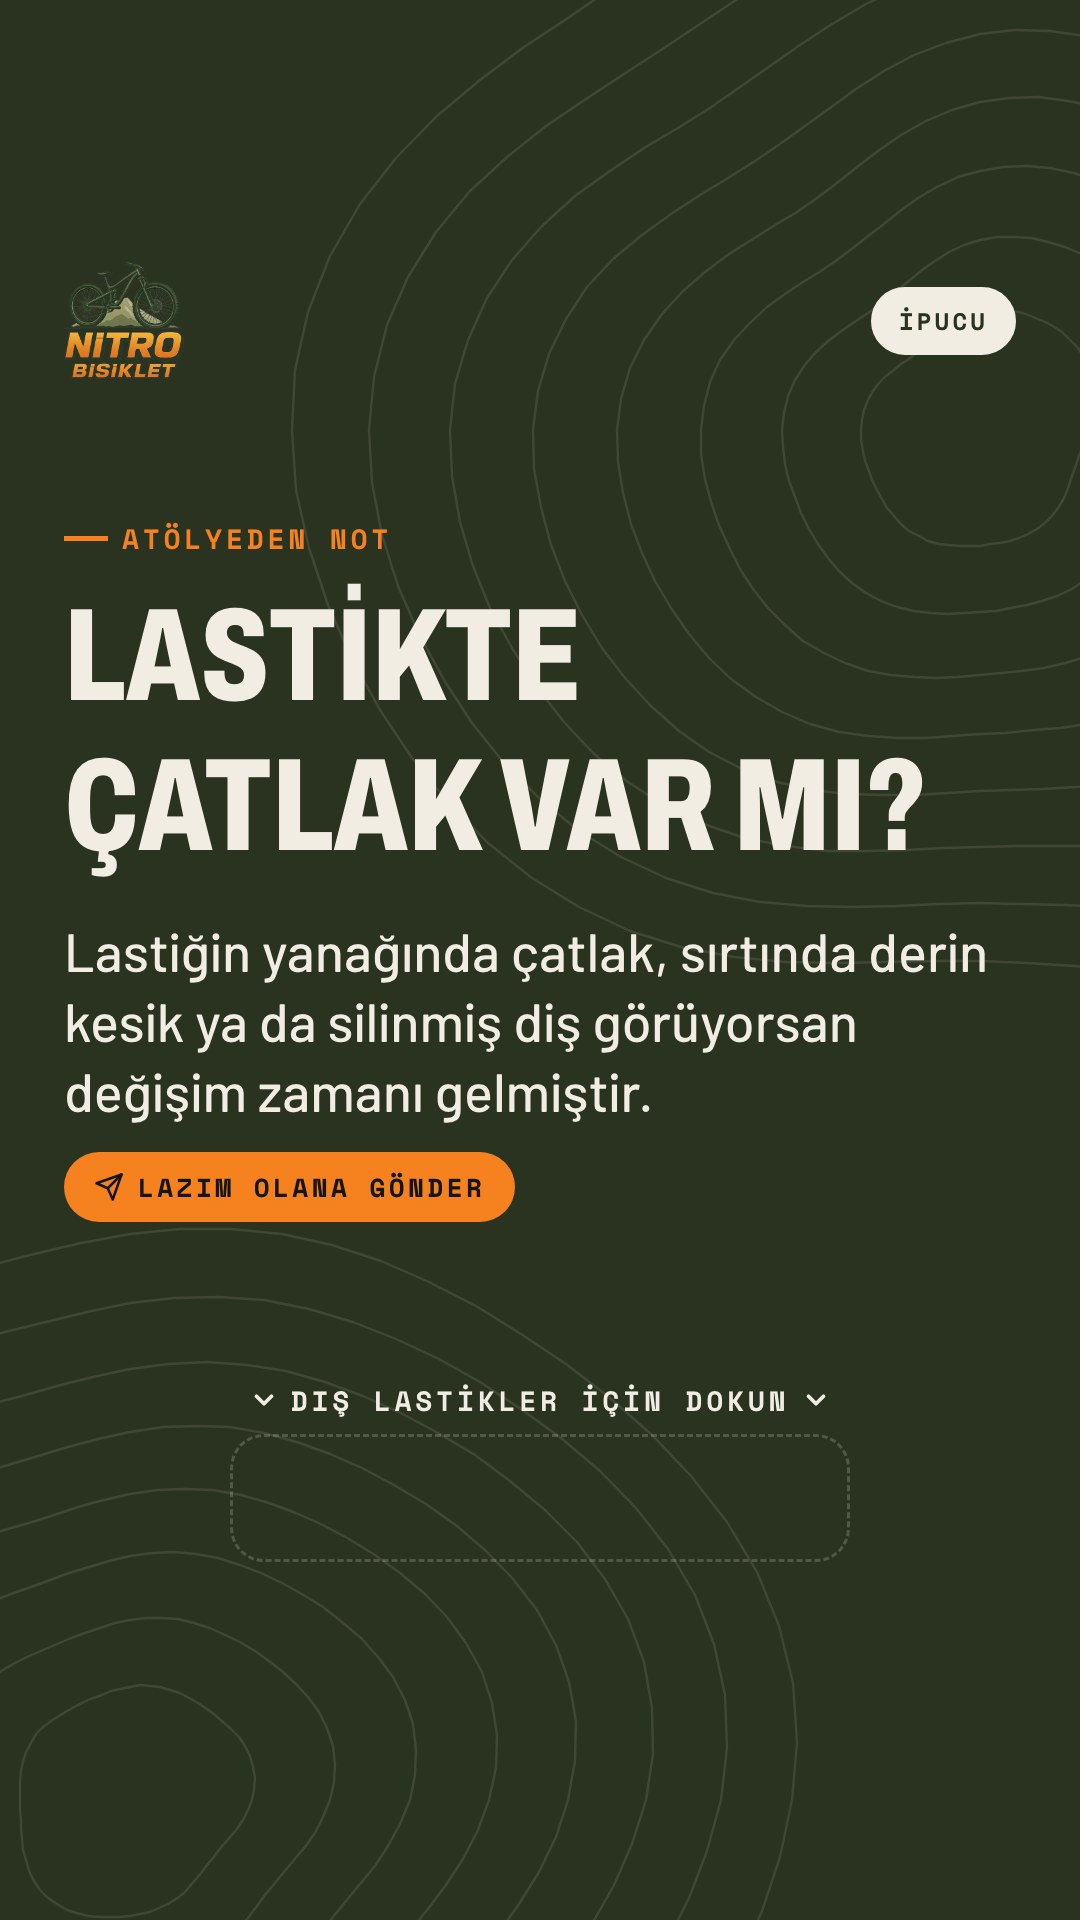 NiTRO
BiSiKLET
İPUCU
ATÖLYEDEN NOT
LASTİKTE
ÇATLAK VAR MI?
Lastiğin yanağında çatlak, sırtında derin
kesik ya da silinmiş diş görüyorsan
değişim zamanı gelmiştir.
LAZIM OLANA GÖNDER
DIŞ LASTİKLER İÇİN DOKUN